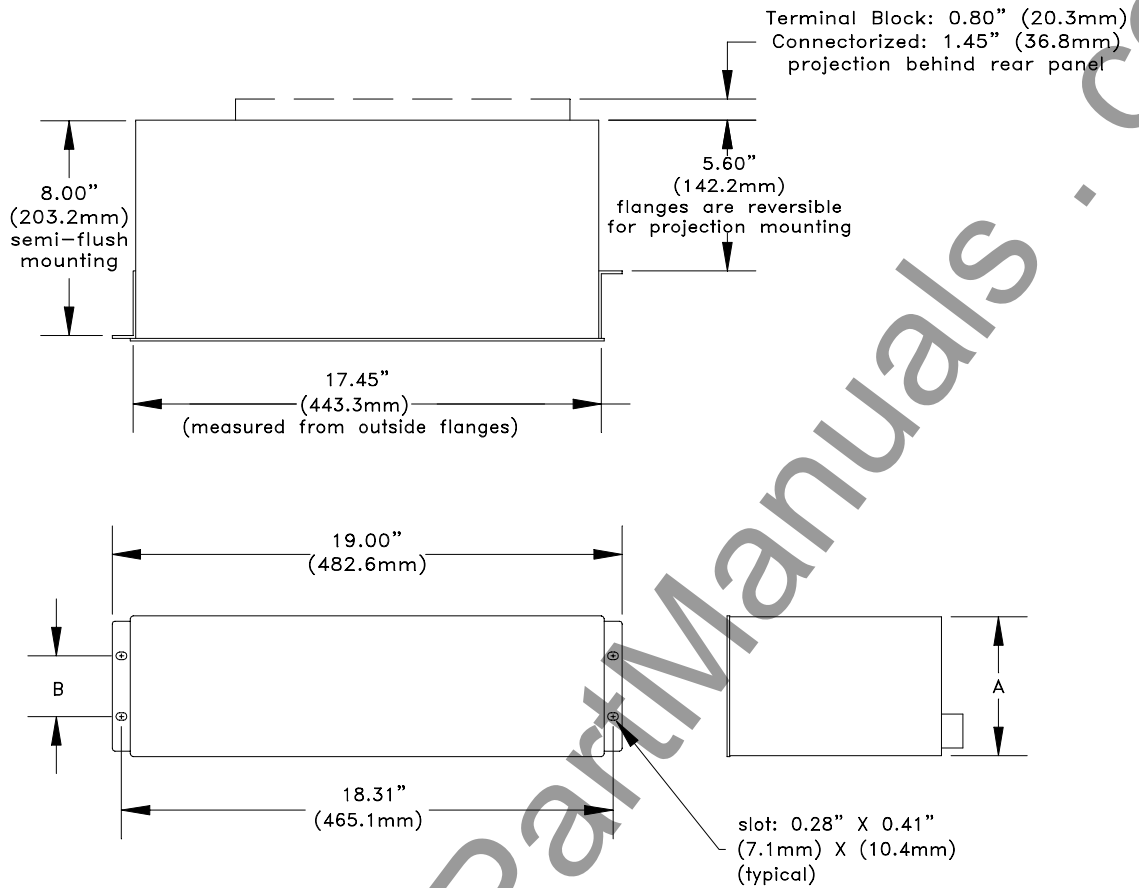 Terminal Block: 0.80” (20.3mm)
Connectorized: 1.45” (36.8mm)
projection behind rear panel
8.00”
(203.2mm)
semi-flush
mounting
5.60”
(142.2mm)
flanges are reversible
for projection mounting
17.45”
(443.3mm)
(measured from outside flanges)
19.00”
(482.6mm)
B
A
18.31”
(465.1mm)
slot: 0.28” X 0.41”
(7.1mm) X (10.4mm)
(typical)
PartManuals . co